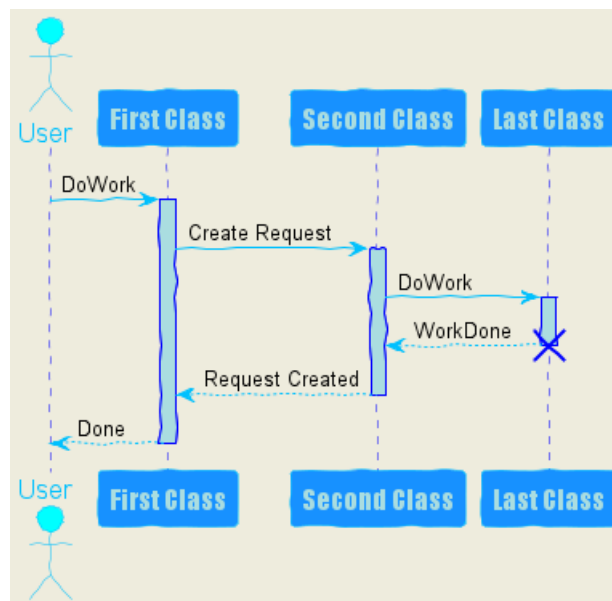 User
First Class
Second Class
Last Class
DoWork
Create Request
DoWork
WorkDone
Request Created
Done
User
First Class
Second Class
Last Class